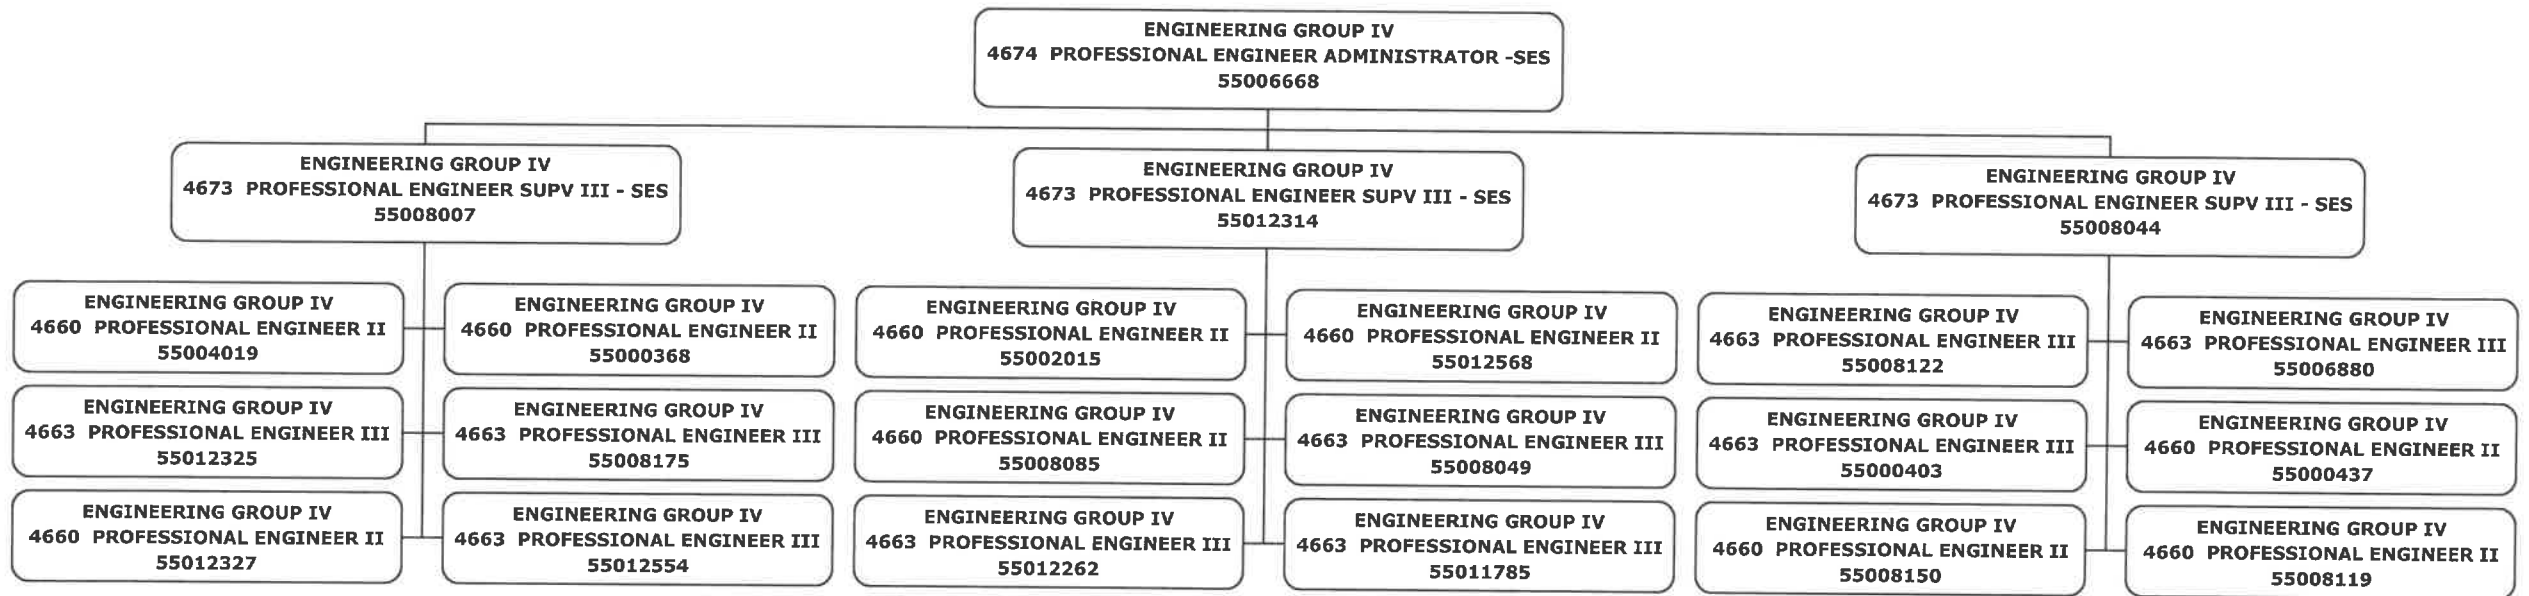 ENGINEERING GROUP IV
4674 PROFESSIONAL ENGINEER ADMINISTRATOR -SES
55006668
ENGINEERING GROUP IV
4673 PROFESSIONAL ENGINEER SUPV III - SES
55008007
ENGINEERING GROUP IV
4673 PROFESSIONAL ENGINEER SUPV III - SES
55012314
ENGINEERING GROUP IV
4673 PROFESSIONAL ENGINEER SUPV III - SES
55008044
ENGINEERING GROUP IV
4660 PROFESSIONAL ENGINEER II
55004019
ENGINEERING GROUP IV
4660 PROFESSIONAL ENGINEER II
55000368
ENGINEERING GROUP IV
4660 PROFESSIONAL ENGINEER II
55002015
ENGINEERING GROUP IV
4660 PROFESSIONAL ENGINEER II
55012568
ENGINEERING GROUP IV
4663 PROFESSIONAL ENGINEER III
55008122
ENGINEERING GROUP IV
4663 PROFESSIONAL ENGINEER III
55006880
ENGINEERING GROUP IV
4663 PROFESSIONAL ENGINEER III
55012325
ENGINEERING GROUP IV
4663 PROFESSIONAL ENGINEER III
55008175
ENGINEERING GROUP IV
4660 PROFESSIONAL ENGINEER II
55008085
ENGINEERING GROUP IV
4663 PROFESSIONAL ENGINEER III
55008049
ENGINEERING GROUP IV
4663 PROFESSIONAL ENGINEER III
55000403
ENGINEERING GROUP IV
4660 PROFESSIONAL ENGINEER II
55000437
ENGINEERING GROUP IV
4660 PROFESSIONAL ENGINEER II
55012327
ENGINEERING GROUP IV
4663 PROFESSIONAL ENGINEER III
55012554
ENGINEERING GROUP IV
4663 PROFESSIONAL ENGINEER III
55012262
ENGINEERING GROUP IV
4663 PROFESSIONAL ENGINEER III
55011785
ENGINEERING GROUP IV
4660 PROFESSIONAL ENGINEER II
55008150
ENGINEERING GROUP IV
4660 PROFESSIONAL ENGINEER II
55008119